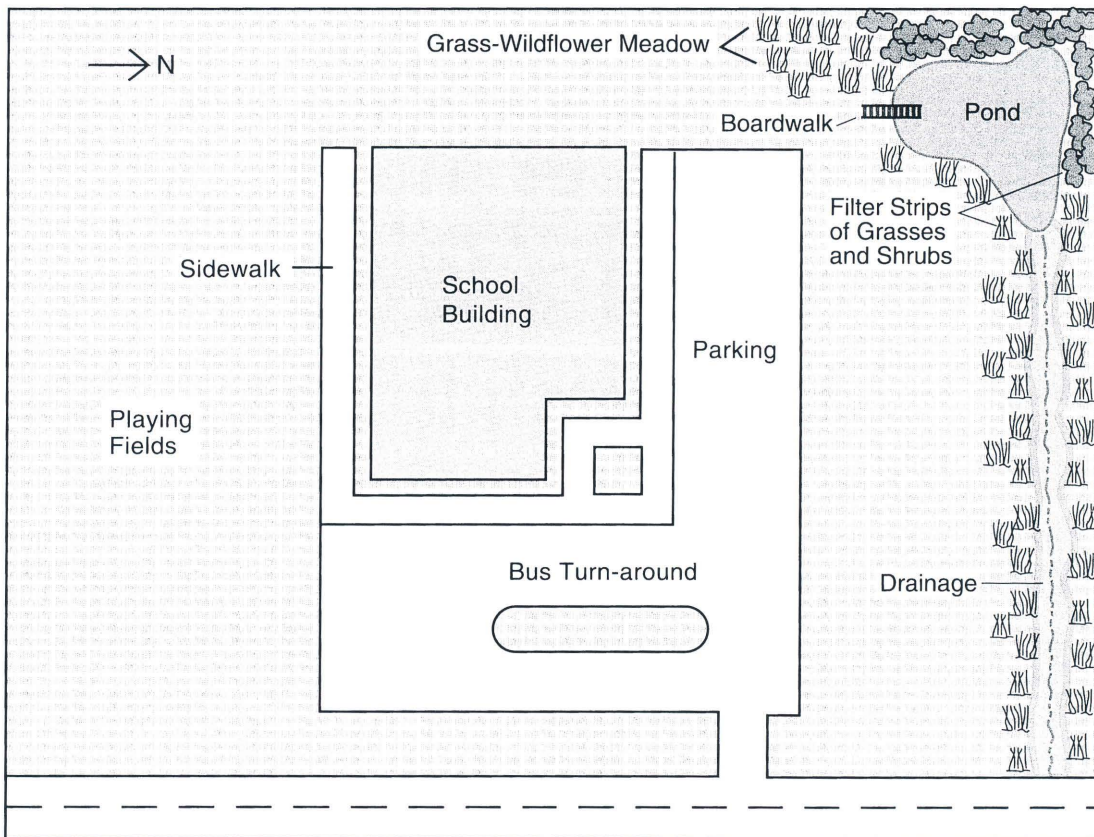 Grass-Wildflower Meadow
N
Boardwalk
Pond
Filter Strips
of Grasses
and Shrubs
Sidewalk
School
Building
Parking
Playing
Fields
Bus Turn-around
Drainage